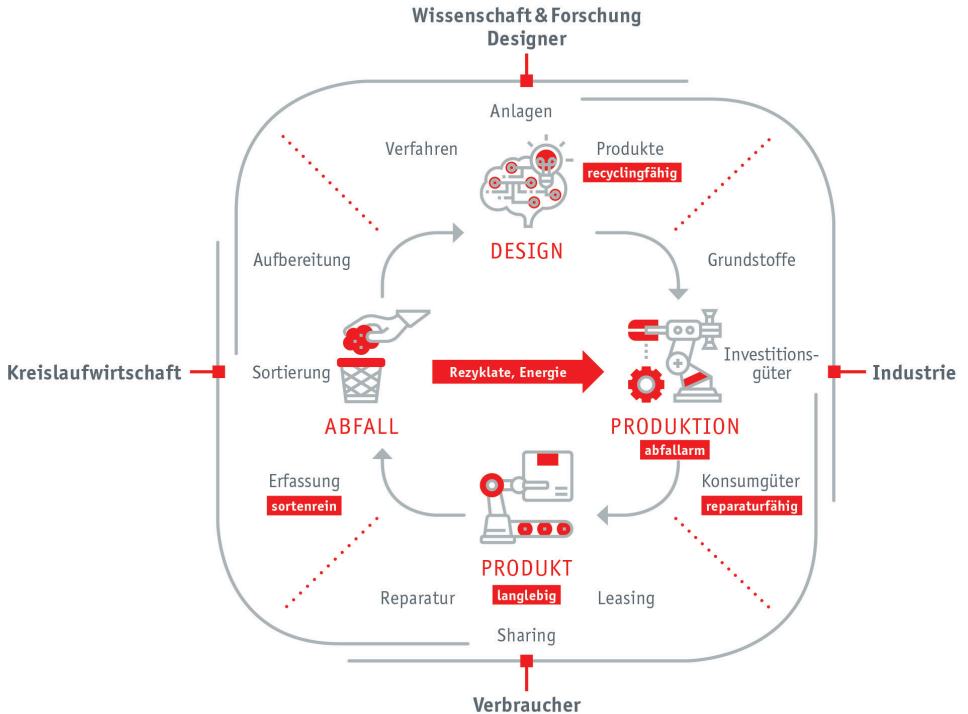 Wissenschaft & Forschung
Designer
Anlagen
Verfahren
Produkte
recyclingfähig
DESIGN
Aufbereitung
Grundstoffe
Kreislaufwirtschaft
Sortierung
Rezyklate, Energie
Investitions-
güter
Industrie
ABFALL
PRODUKTION
abfallarm
Erfassung
sortenrein
Konsumgüter
reparaturfähig
PRODUKT
langlebig
Reparatur
Leasing
Sharing
Verbraucher